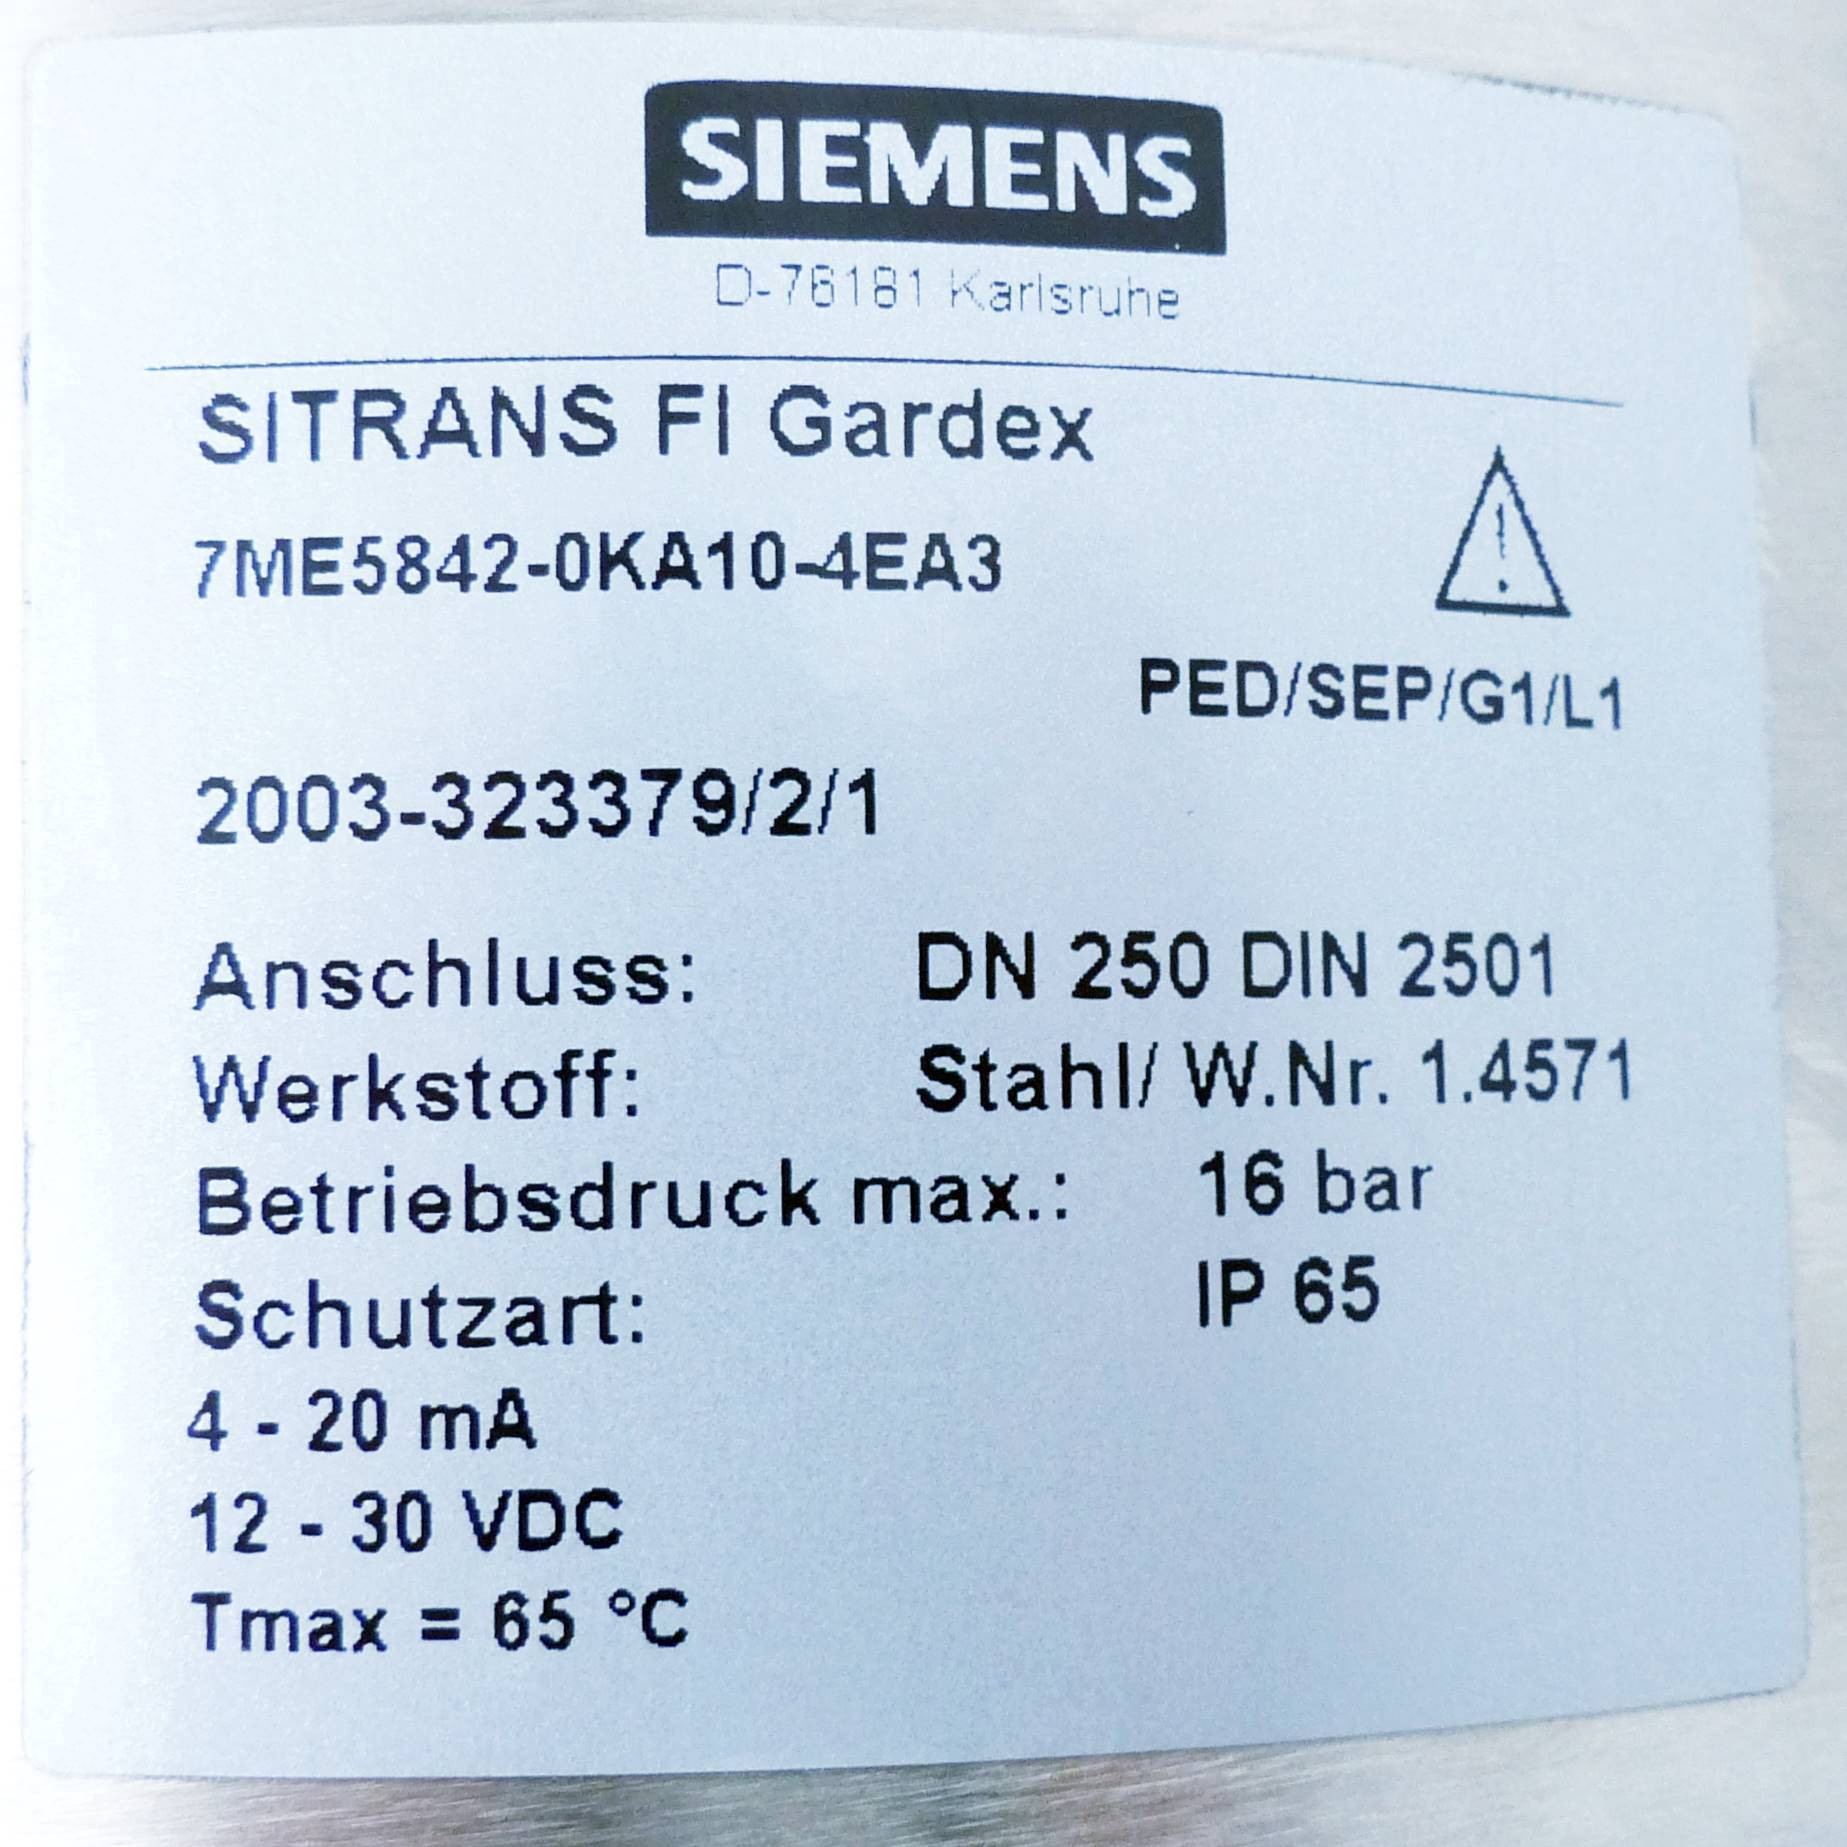 SIEMENS
D-76181 Karlsruhe
SITRANS FI Gardex
7ME5842-0KA10-4EA3
!
PED/SEP/G1/L1
2003-323379/2/1
Anschluss: DN 250 DIN 2501
Werkstoff: Stahl/ W.Nr. 1.4571
Betriebsdruck max.: 16 bar
Schutzart: IP 65
4 - 20 mA
12 - 30 VDC
Tmax = 65 °C